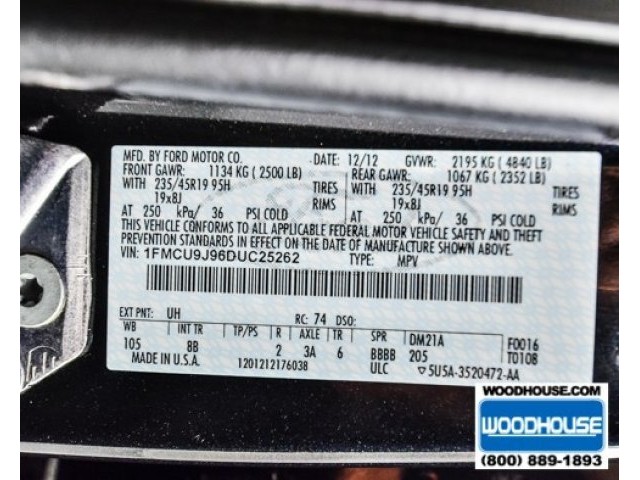 MFD. BY FORD MOTOR CO. DATE: 12/12 GVWR: 2195 KG ( 4840 LB)
FRONT GAWR: 1134 KG ( 2500 LB) REAR GAWR: 1067 KG ( 2352 LB)
WITH 235/45R19 95H TIRES WITH 235/45R19 95H TIRES
19x8J RIMS 19x8J RIMS
AT 250 kPa/ 36 PSI COLD AT 250 kPa/ 36 PSI COLD
THIS VEHICLE CONFORMS TO ALL APPLICABLE FEDERAL MOTOR VEHICLE SAFETY AND THEFT
PREVENTION STANDARDS IN EFFECT ON THE DATE OF MANUFACTURE SHOWN ABOVE.
VIN: 1FMCU9J96DUC25262 TYPE: MPV
EXT PNT: UH RC: 74 DSO:
WB INT TR TP/PS R AXLE TR SPR DM21A F0016
105 8B 2 3A 6 BBBB 205 T0108
MADE IN U.S.A. 1201212176038 ULC ▽5U5A-3520472-AA
WOODHOUSE.COM
WOODHOUSE
(800) 889-1893